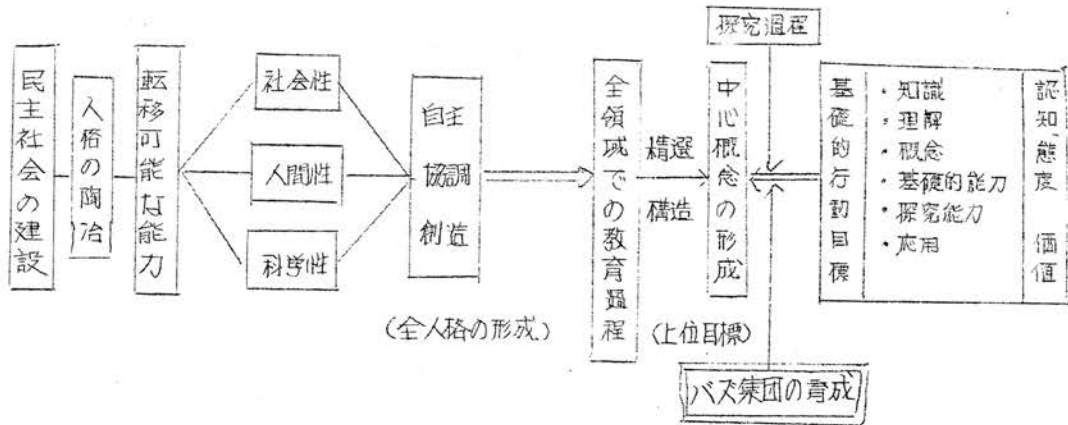 民主社会の建設
人格の陶冶
転移可能な能力
社会性
人間性
科学性
自主
協調
創造
(全人格の形成)
全領域での教育過程
精選
構造
(上位目標)
探究過程
中心概念の形成
バズ集団の育成
基礎的行動目標
・知識
・理解
・概念
・基礎的能力
・探究能力
・応用
認知 態度 価値